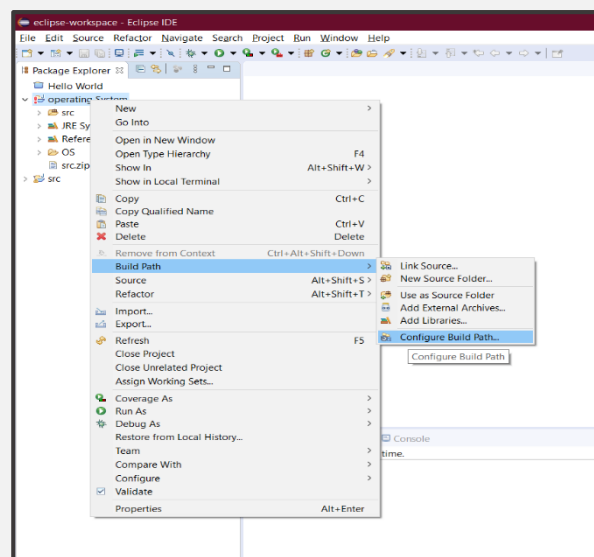 eclipse-workspace - Eclipse IDE
File Edit Source Refactor Navigate Search Project Run Window Help
Package Explorer
Hello World
operating System
src
JRE Sy
Refere
OS
src.zip
src
New
Go Into
Open in New Window
Open Type Hierarchy F4
Show In Alt+Shift+W
Show in Local Terminal
Copy Ctrl+C
Copy Qualified Name
Paste Ctrl+V
Delete Delete
Remove from Context Ctrl+Alt+Shift+Down
Build Path
Source Alt+Shift+S
Refactor Alt+Shift+T
Import...
Export...
Refresh F5
Close Project
Close Unrelated Project
Assign Working Sets...
Coverage As
Run As
Debug As
Restore from Local History...
Team
Compare With
Configure
Validate
Properties Alt+Enter
Link Source...
New Source Folder...
Use as Source Folder
Add External Archives...
Add Libraries...
Configure Build Path...
Configure Build Path
Console
time.